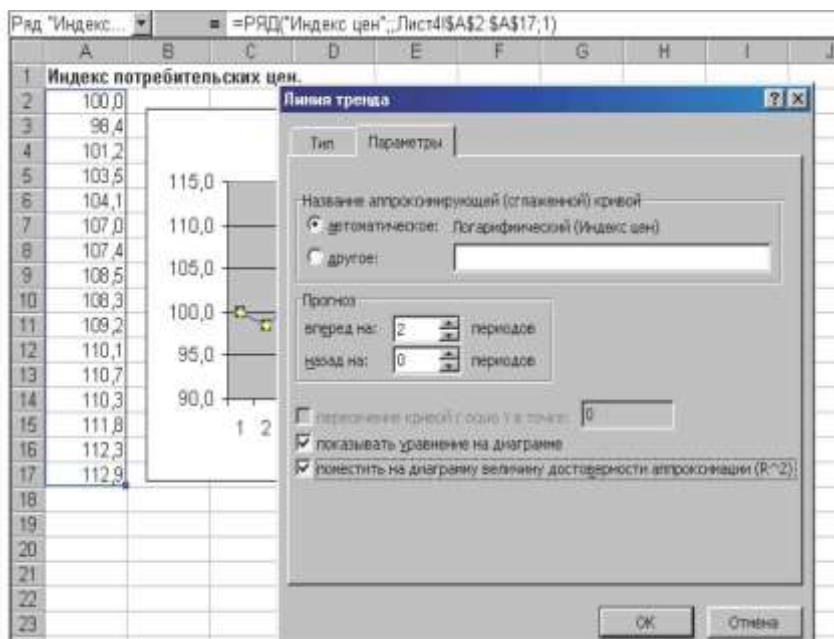 Ряд "Индекс... = =РЯД("Индекс цен";;Лист4!$A$2:$A$17;1)
A B C D E F G H I J
1 Индекс потребительских цен.
2 100,0
3 98,4
4 101,2
5 103,5
6 104,1
7 107,0
8 107,4
9 108,5
10 108,3
11 109,2
12 110,1
13 110,7
14 110,3
15 111,8
16 112,3
17 112,9
18
19
20
21
22
23
115,0
110,0
105,0
100,0
95,0
90,0
1 2
Линия тренда
Тип Параметры
Название аппроксимирующей (сглаженной) кривой
автоматическое: Логарифмический (Индекс цен)
другое:
Прогноз
вперед на: 2 периодов
назад на: 0 периодов
пересечение кривой с осью Y в точке: 0
показывать уравнение на диаграмме
поместить на диаграмму величину достоверности аппроксимации (R^2)
ОК Отмена